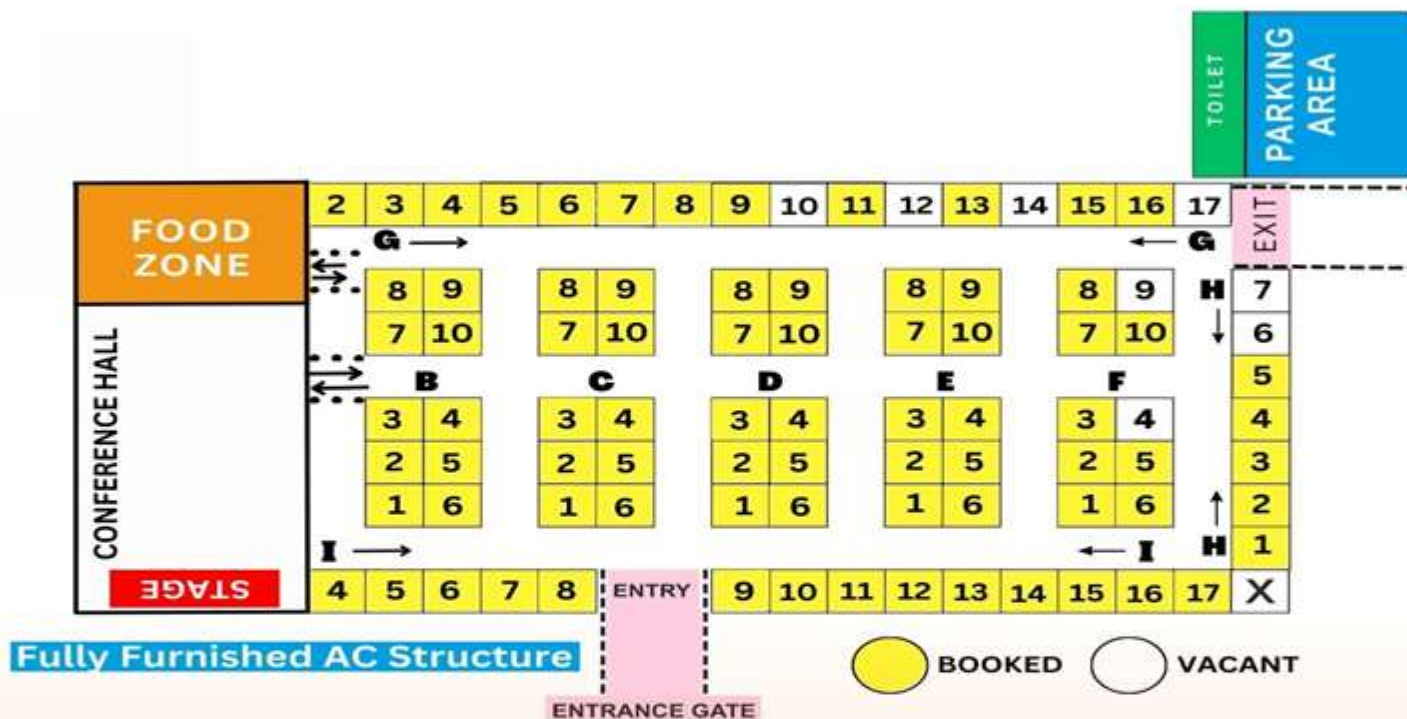 TOILET
PARKING
AREA
FOOD
ZONE
2 3 4 5 6 7 8 9 10 11 12 13 14 15 16 17
EXIT
G G
8 9 8 9 8 9 8 9 8 9 H 7
7 10 7 10 7 10 7 10 7 10 6
CONFERENCE HALL
B C D E F 5
3 4 3 4 3 4 3 4 3 4 4
2 5 2 5 2 5 2 5 2 5 3
1 6 1 6 1 6 1 6 1 6 2
I I H 1
STAGE
4 5 6 7 8 ENTRY 9 10 11 12 13 14 15 16 17 X
Fully Furnished AC Structure
BOOKED VACANT
ENTRANCE GATE